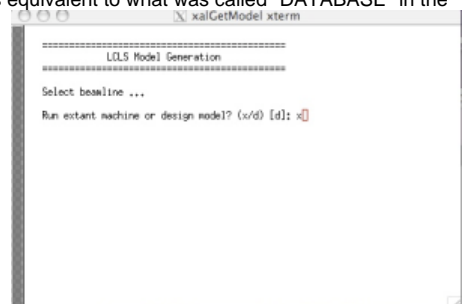 s equivalent to what was called "DATABASE" in the
xalGetModel xterm
==========================================
LCLS Model Generation
==========================================
Select beamline ...
Run extant machine or design model? (x/d) [d]: x